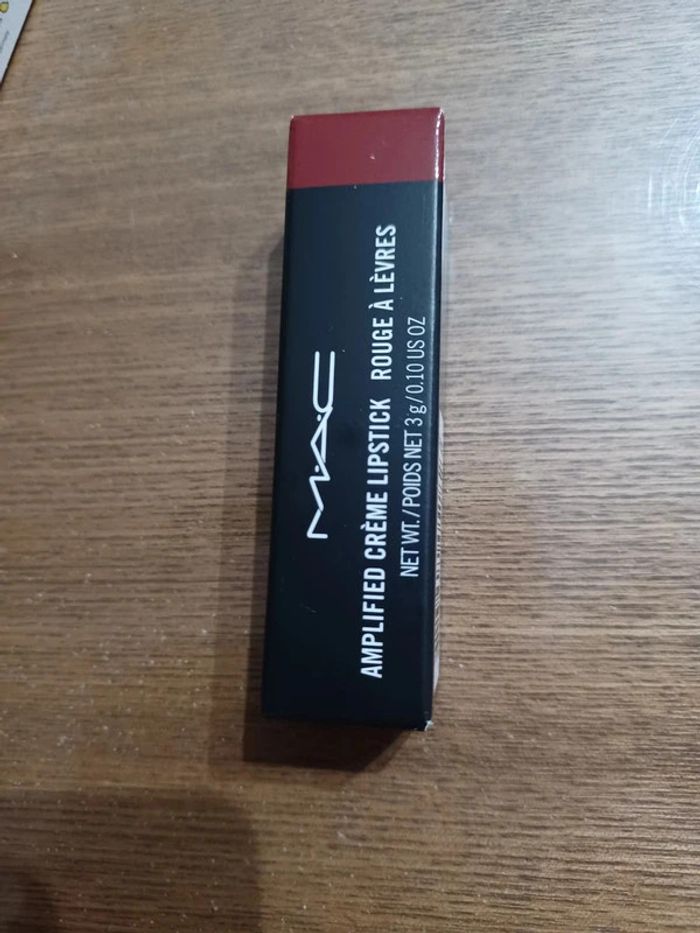 M·A·C
AMPLIFIED CRÈME LIPSTICK ROUGE À LÈVRES
NET WT./POIDS NET 3 g/0.10 US OZ